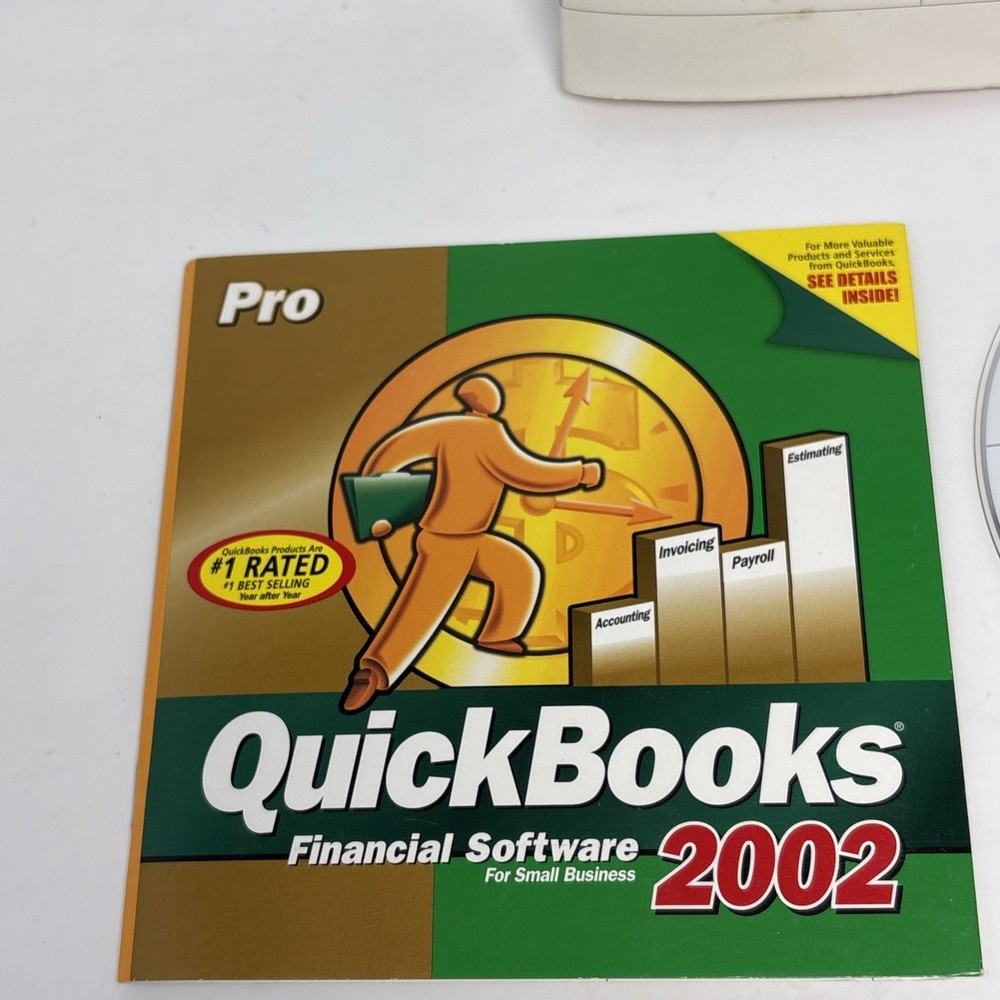 Pro
For More Valuable
Products and Services
from QuickBooks,
SEE DETAILS
INSIDE!
Estimating
Invoicing
Payroll
Accounting
QuickBooks Products Are
#1 RATED
#1 BEST SELLING
Year after Year
QuickBooks®
Financial Software
For Small Business
2002